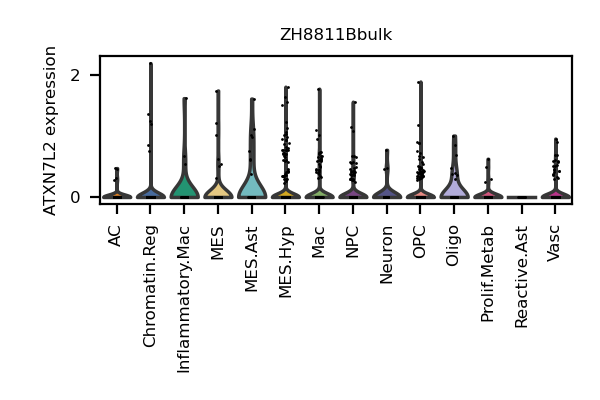 ZH8811Bbulk
ATXN7L2 expression
2
0
AC
Chromatin.Reg
Inflammatory.Mac
MES
MES.Ast
MES.Hyp
Mac
NPC
Neuron
OPC
Oligo
Prolif.Metab
Reactive.Ast
Vasc